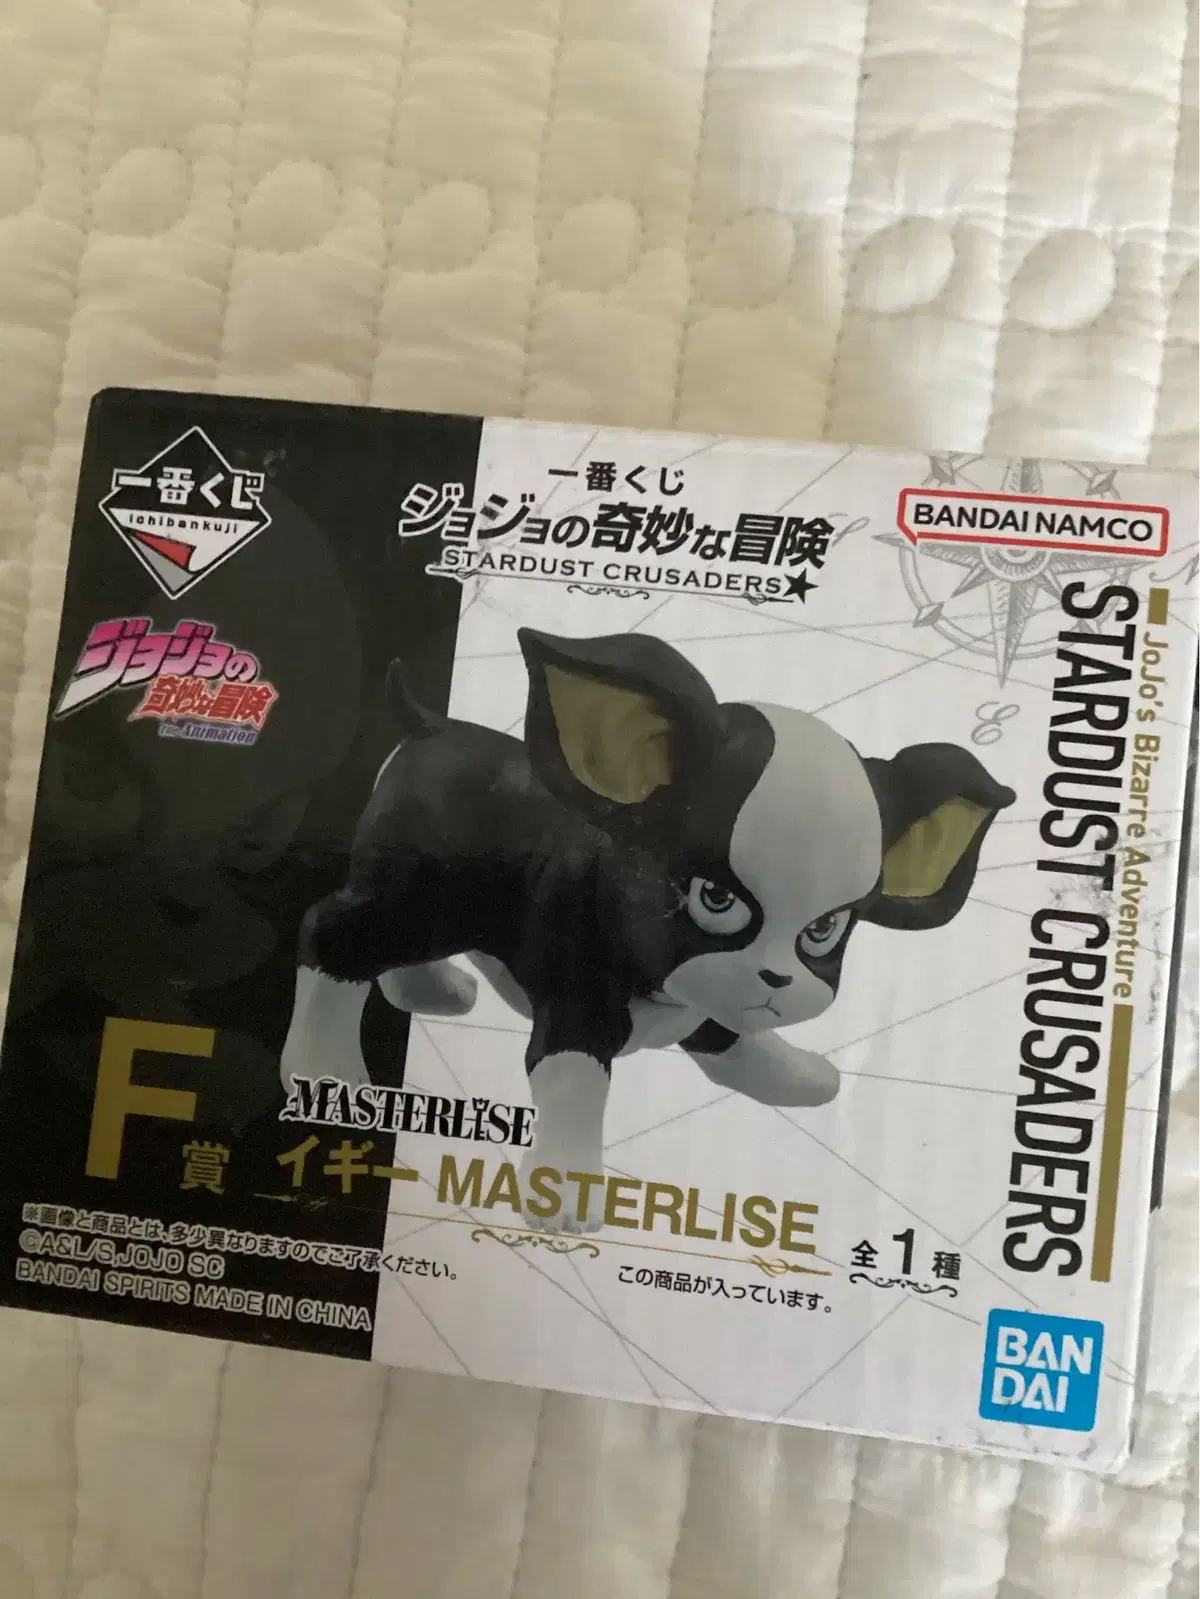 一番くじ
ichibankuji
ジョジョの
奇妙な冒険
The Animation
一番くじ
ジョジョの奇妙な冒険
STARDUST CRUSADERS★
BANDAI NAMCO
JoJo's Bizarre Adventure
STARDUST CRUSADERS
E
MASTERLISE
F賞 イギー MASTERLISE
全1種
この商品が入っています。
※画像と商品とは、多少異なりますのでご了承ください。
©A&L/S,JOJO SC
BANDAI SPIRITS MADE IN CHINA
BAN
DAI